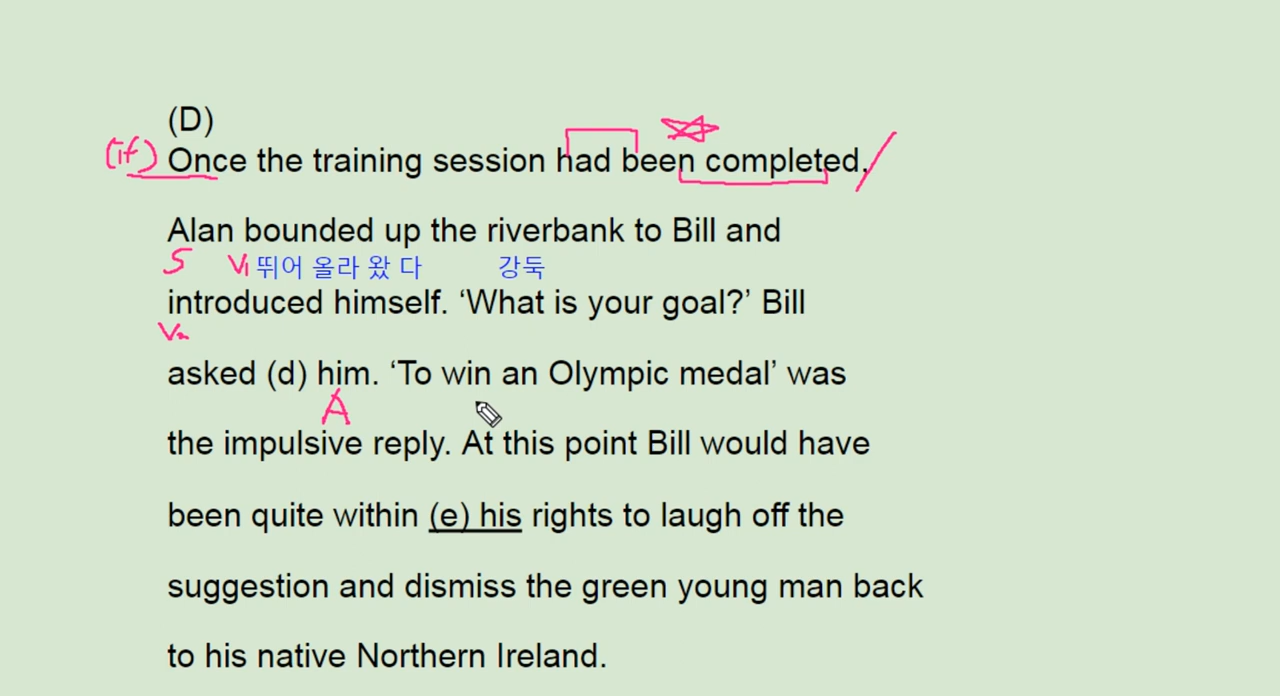 (D)
(if) Once the training session had been completed.
Alan bounded up the riverbank to Bill and
S V1 뛰어 올라 왔 다 강둑
introduced himself. ‘What is your goal?’ Bill
V2
asked (d) him. ‘To win an Olympic medal’ was
A
the impulsive reply. At this point Bill would have
been quite within (e) his rights to laugh off the
suggestion and dismiss the green young man back
to his native Northern Ireland.